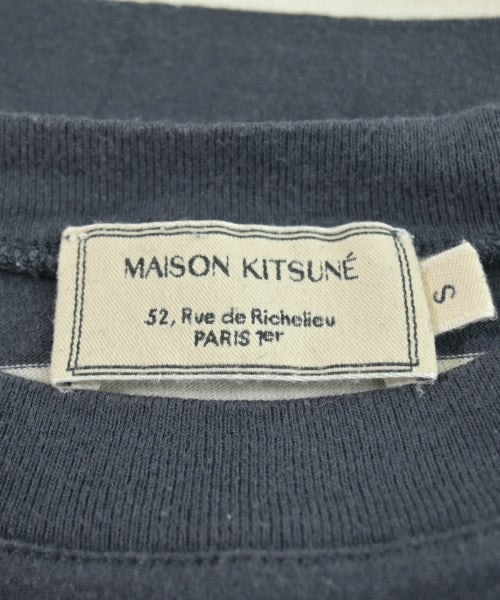 MAISON KITSUNÉ
52, Rue de Richelieu
PARIS 1er
S